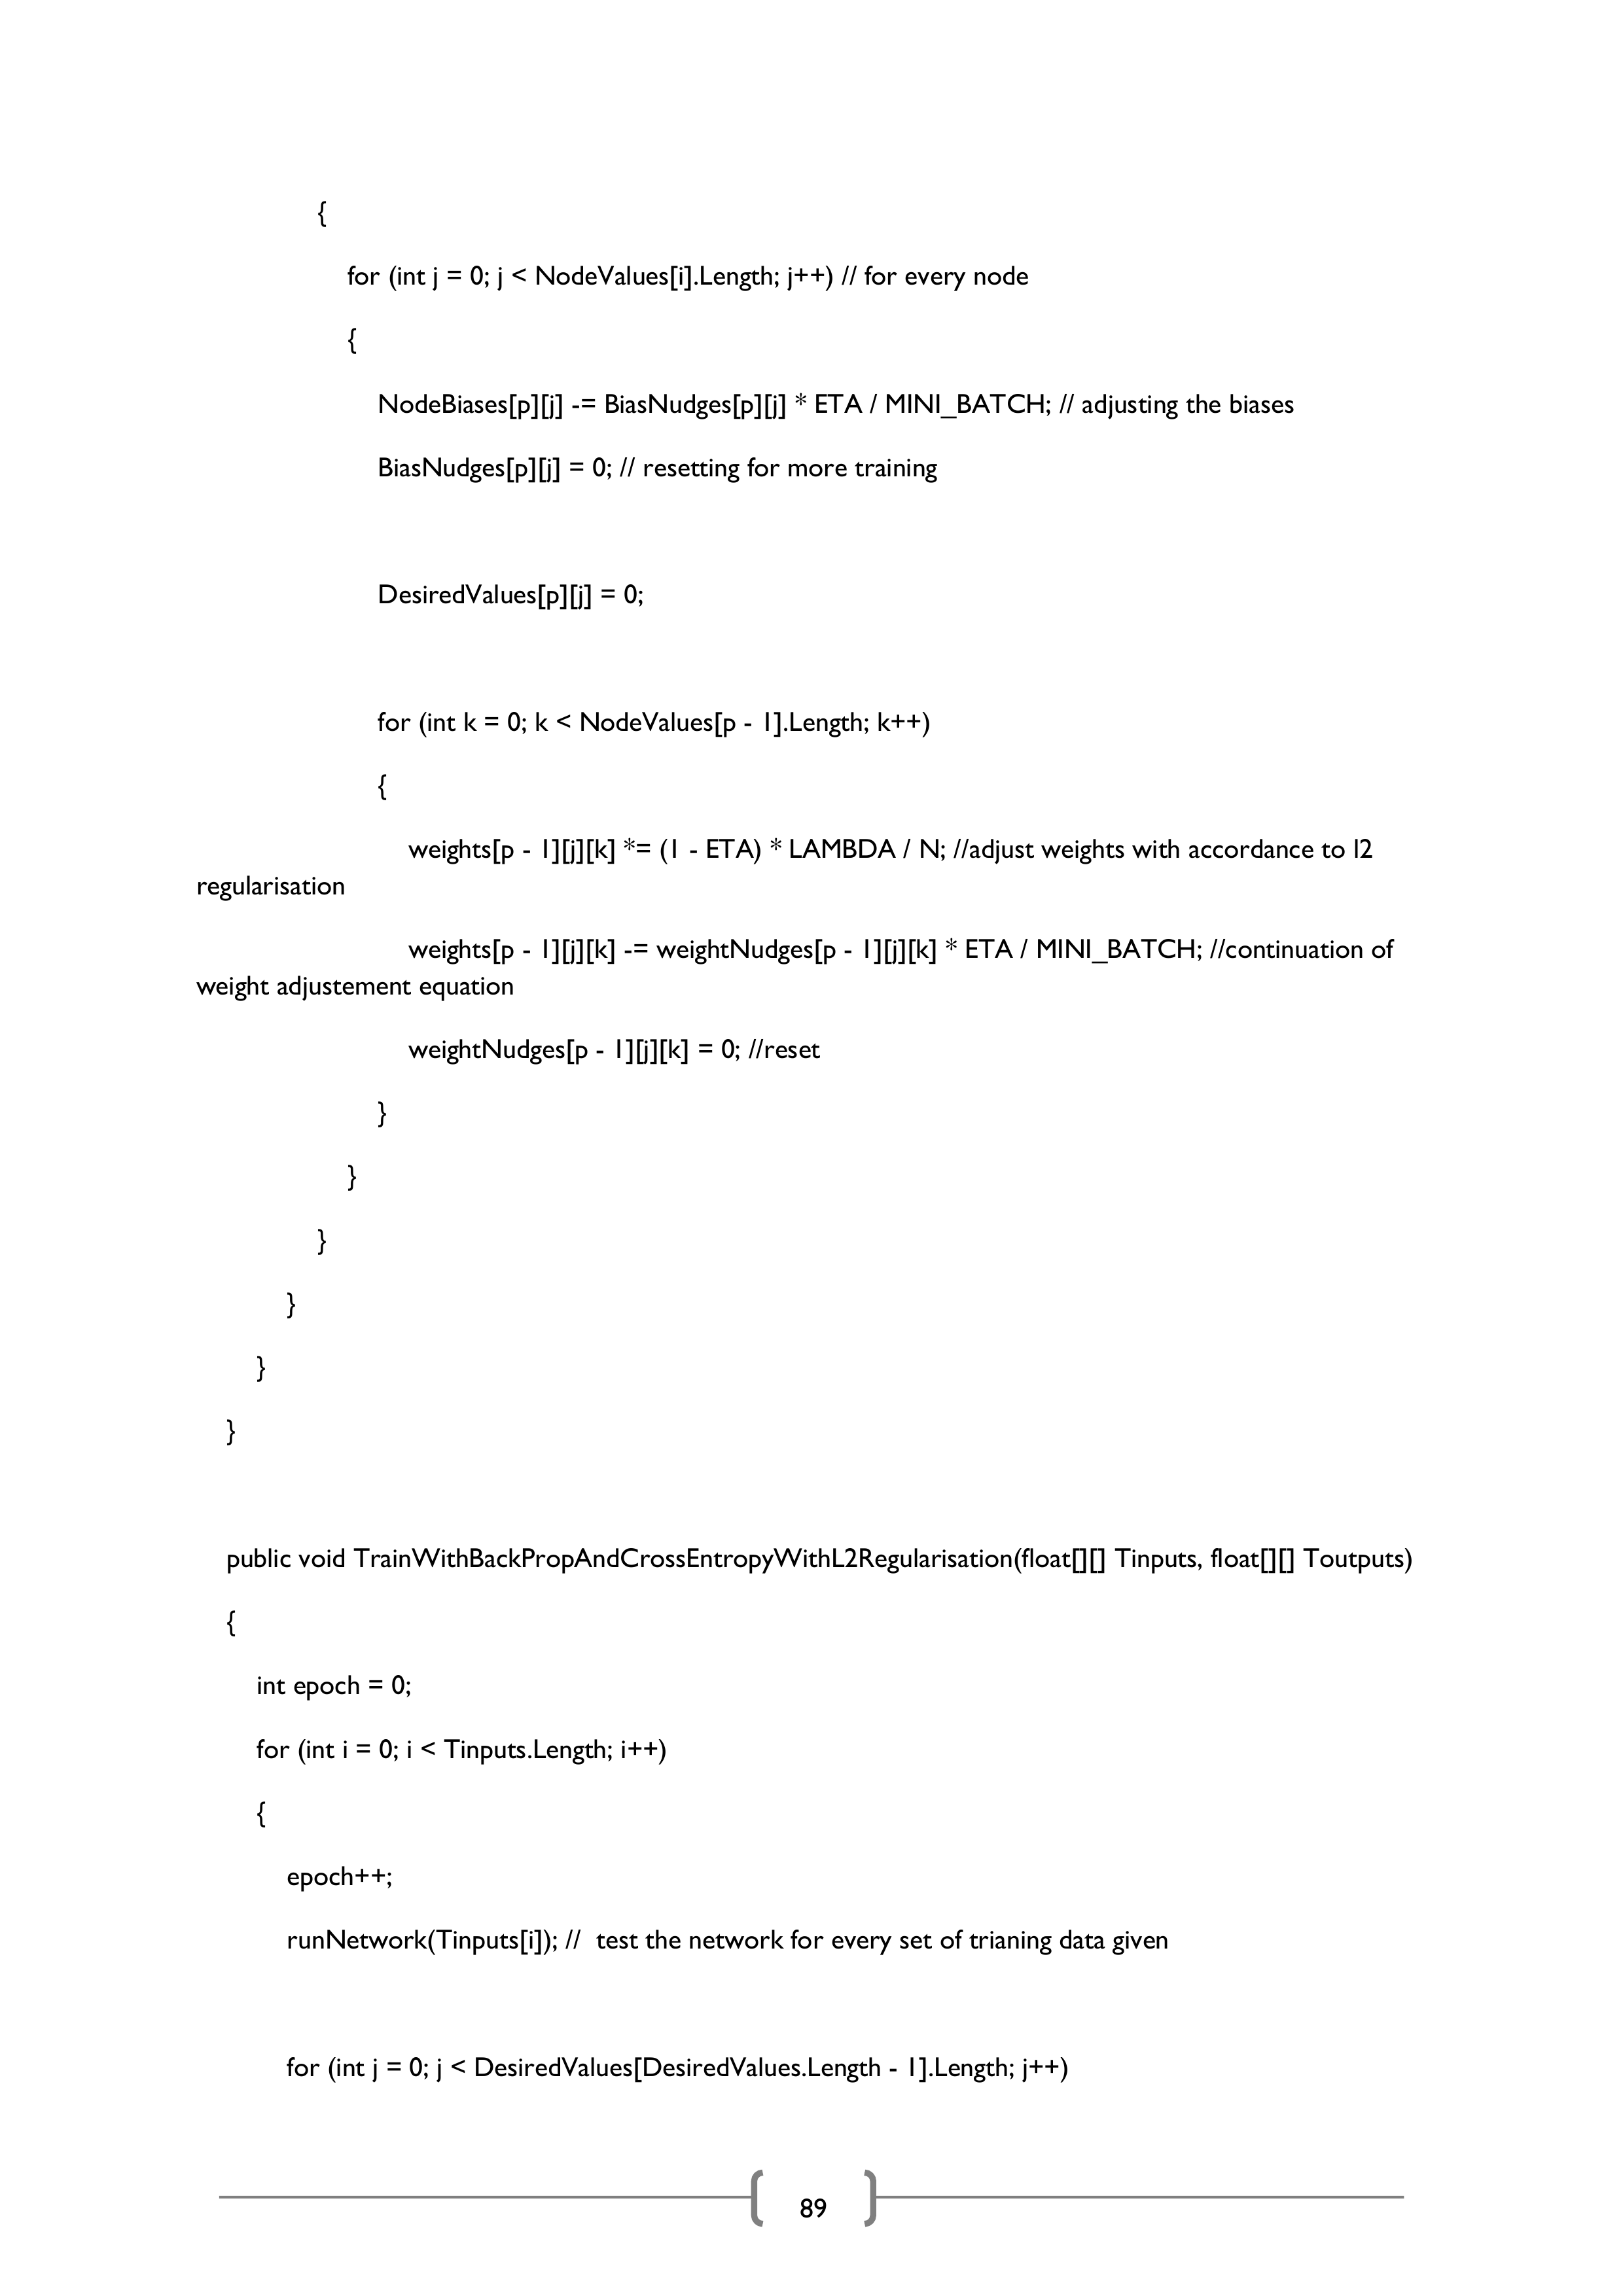 {
for (int j = 0; j < NodeValues[i].Length; j++) // for every node
{
NodeBiases[p][j] -= BiasNudges[p][j] * ETA / MINI_BATCH; // adjusting the biases
BiasNudges[p][j] = 0; // resetting for more training
DesiredValues[p][j] = 0;
for (int k = 0; k < NodeValues[p - 1].Length; k++)
{
weights[p - 1][j][k] *= (1 - ETA) * LAMBDA / N; //adjust weights with accordance to l2
regularisation
weights[p - 1][j][k] -= weightNudges[p - 1][j][k] * ETA / MINI_BATCH; //continuation of
weight adjustement equation
weightNudges[p - 1][j][k] = 0; //reset
}
}
}
}
}
}
public void TrainWithBackPropAndCrossEntropyWithL2Regularisation(float[][] Tinputs, float[][] Toutputs)
{
int epoch = 0;
for (int i = 0; i < Tinputs.Length; i++)
{
epoch++;
runNetwork(Tinputs[i]); //  test the network for every set of trianing data given
for (int j = 0; j < DesiredValues[DesiredValues.Length - 1].Length; j++)
89